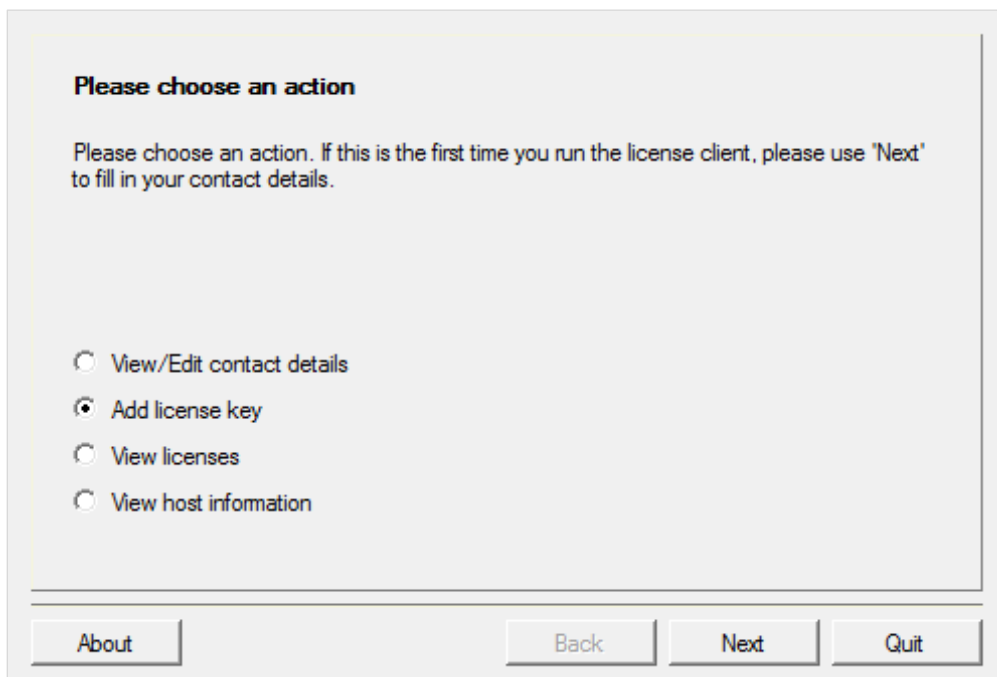 Please choose an action
Please choose an action. If this is the first time you run the license client, please use 'Next'
to fill in your contact details.
View/Edit contact details
Add license key
View licenses
View host information
About
Back
Next
Quit